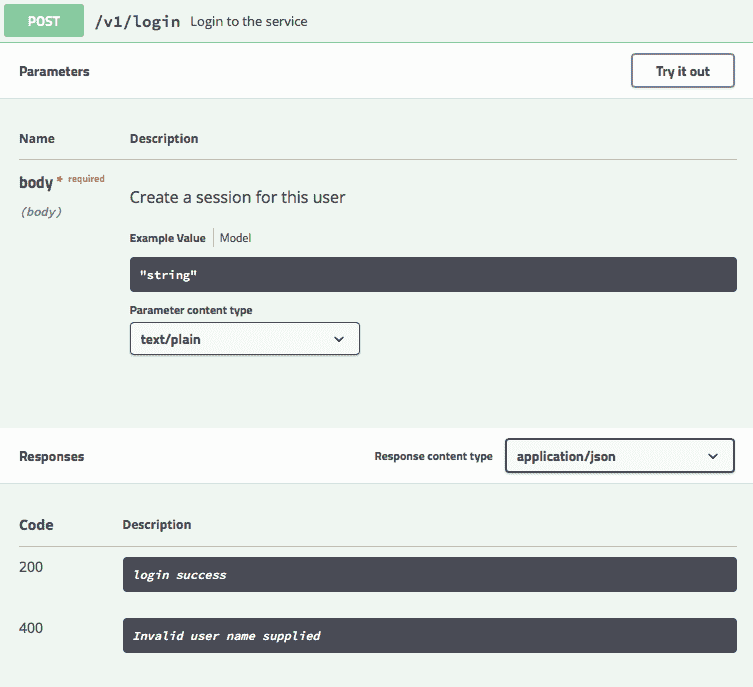 POST /v1/login Login to the service
Parameters Try it out
Name Description
body * required
(body)
Create a session for this user
Example Value Model
"string"
Parameter content type
text/plain
Responses Response content type application/json
Code Description
200 login success
400 Invalid user name supplied